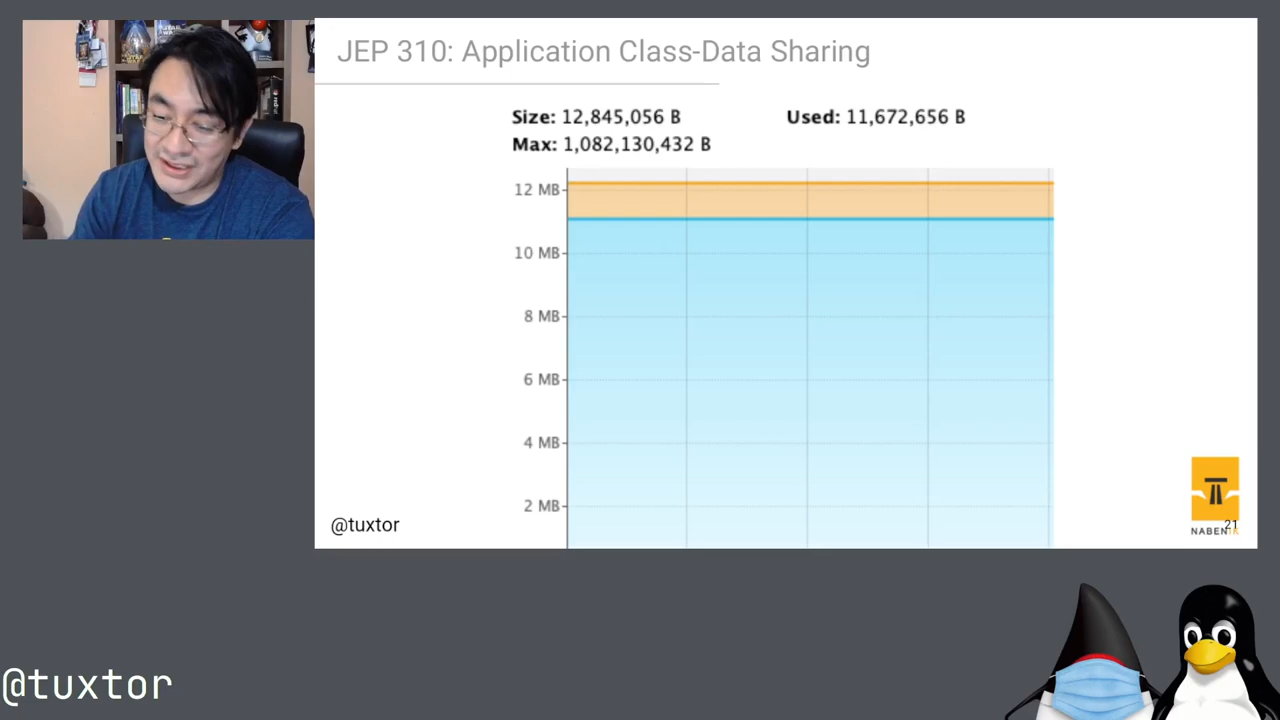 JEP 310: Application Class-Data Sharing
Size: 12,845,056 B
Used: 11,672,656 B
Max: 1,082,130,432 B
12 MB
10 MB
8 MB
6 MB
4 MB
2 MB
@tuxtor
21
NABENIK
@tuxtor